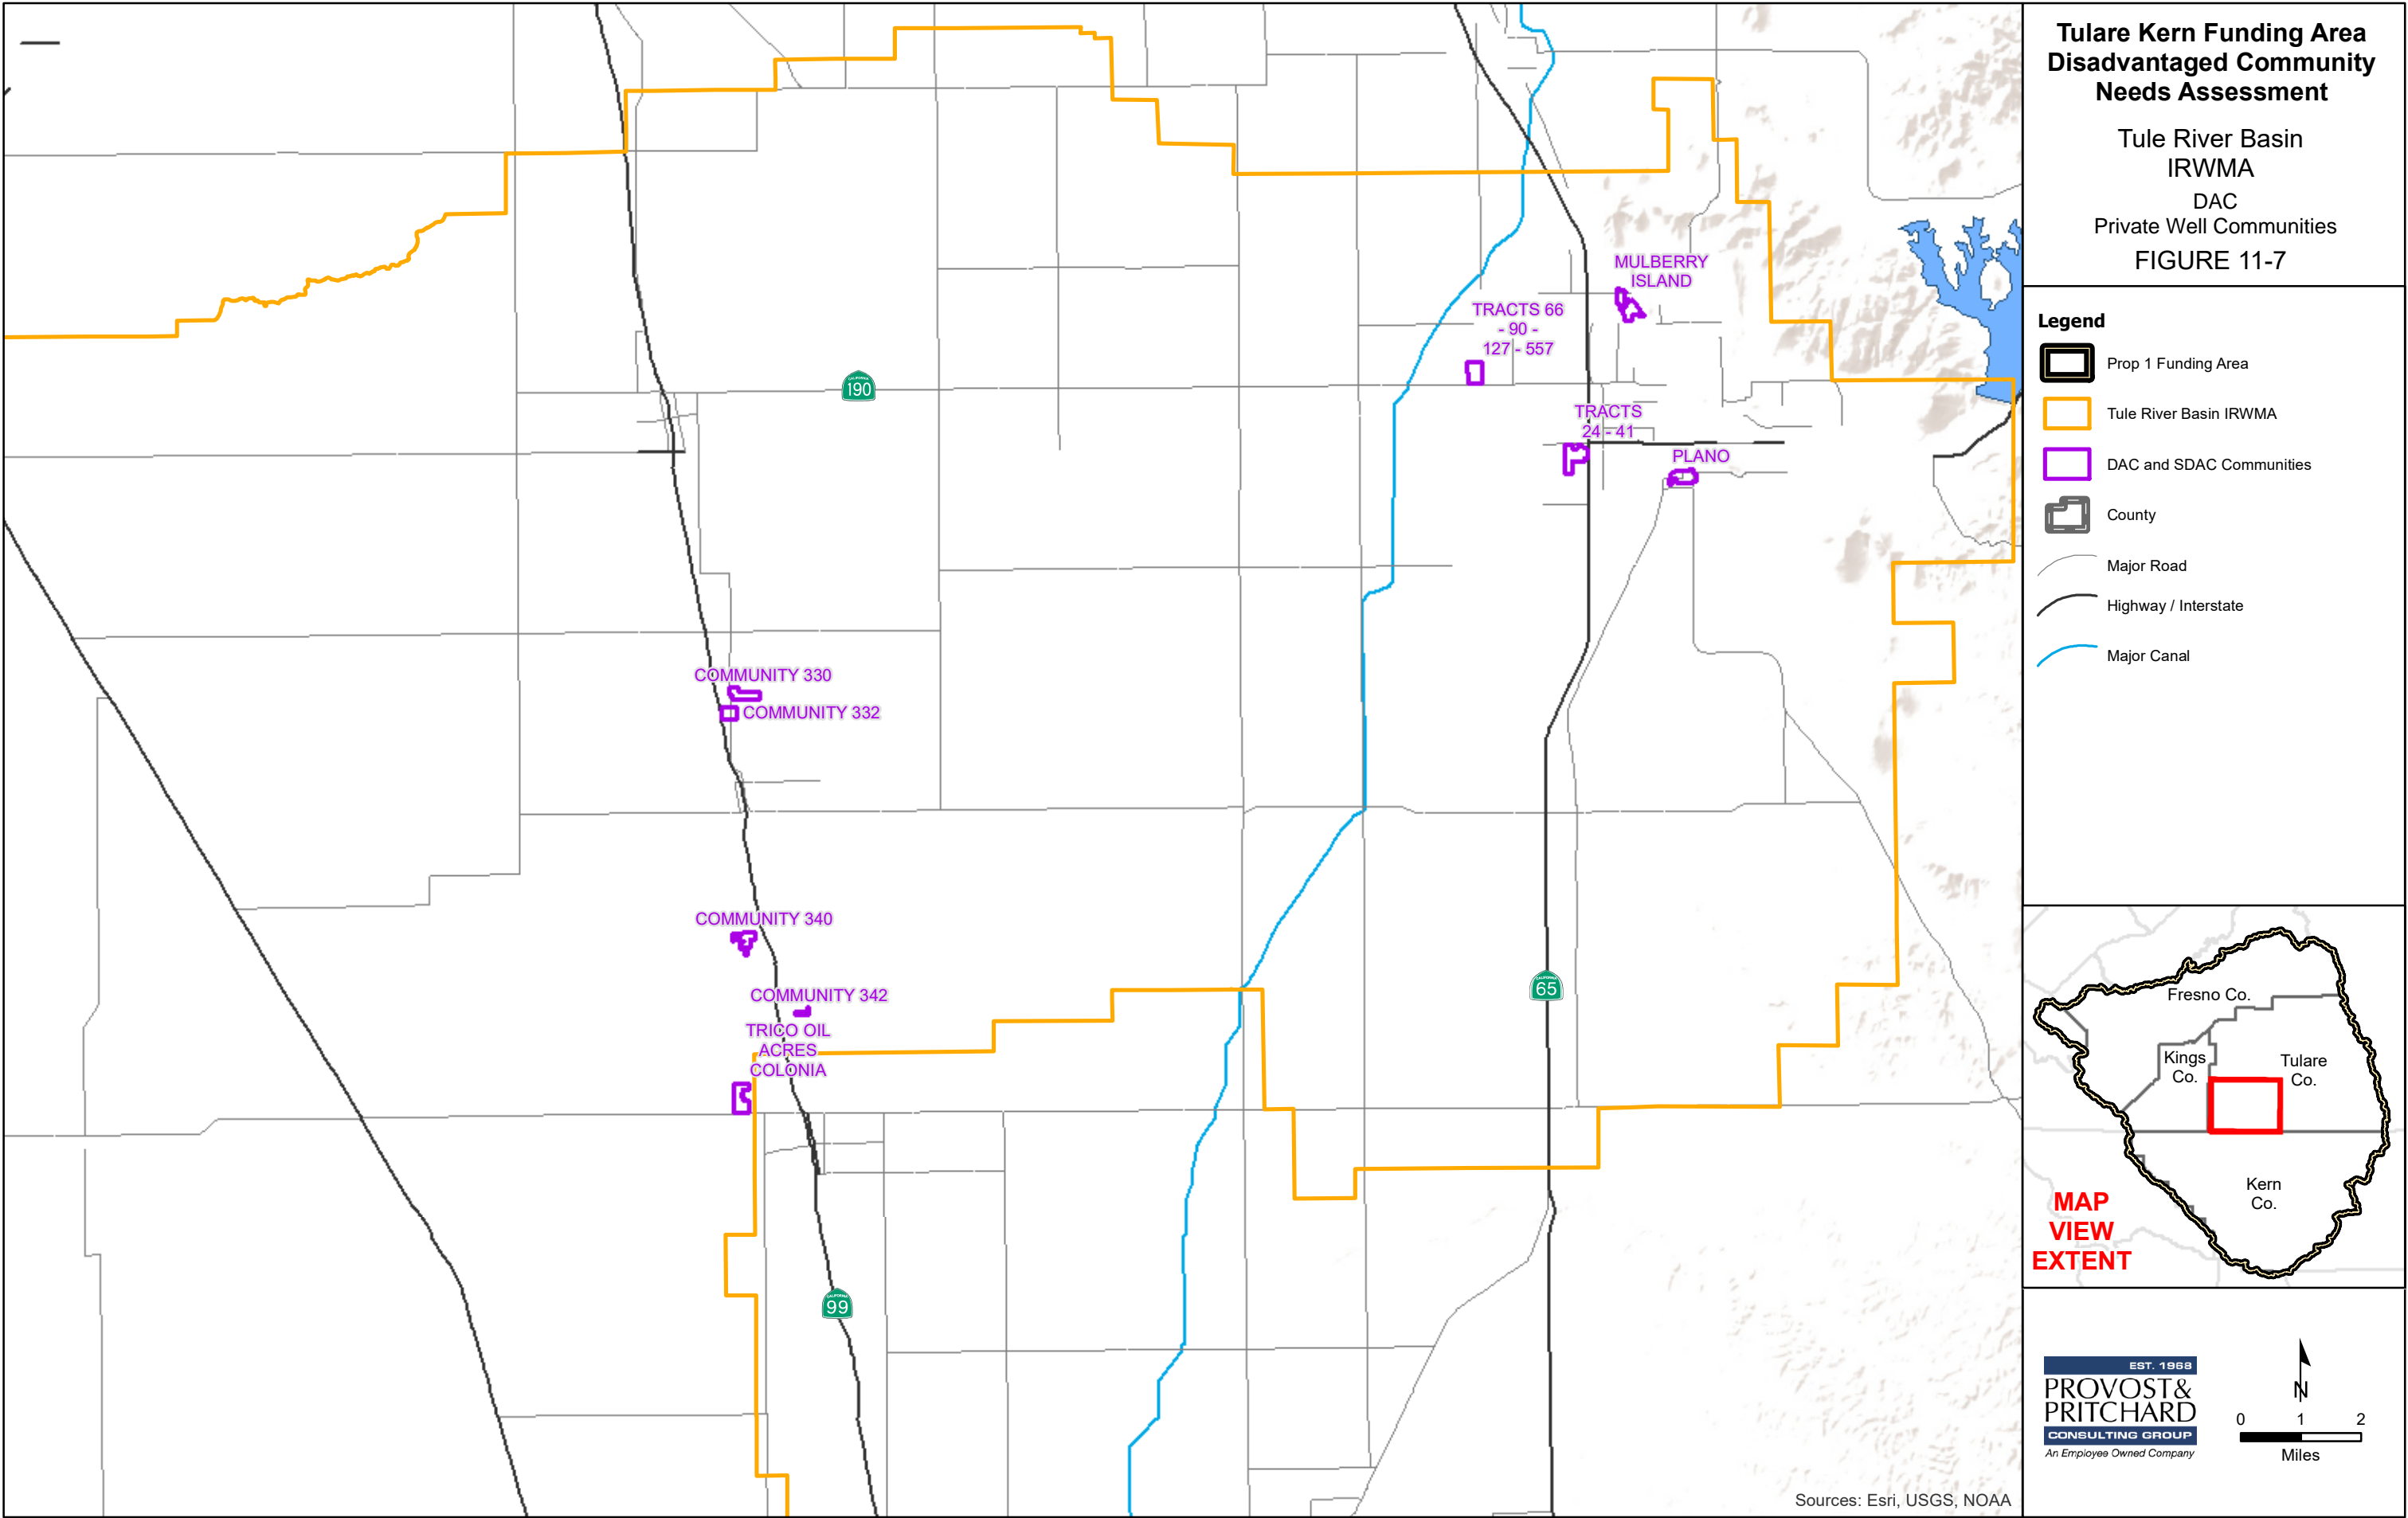 Tulare Kern Funding Area
Disadvantaged Community
Needs Assessment
Tule River Basin
IRWMA
DAC
Private Well Communities
FIGURE 11-7
Legend
Prop 1 Funding Area
Tule River Basin IRWMA
DAC and SDAC Communities
County
Major Road
Highway / Interstate
Major Canal
MULBERRY
ISLAND
TRACTS 66
- 90 -
127 - 557
CALIFORNIA
190
TRACTS
24 - 41
PLANO
COMMUNITY 330
COMMUNITY 332
COMMUNITY 340
COMMUNITY 342
TRICO OIL
ACRES
COLONIA
CALIFORNIA
65
CALIFORNIA
99
Sources: Esri, USGS, NOAA
Fresno Co.
Kings
Co.
Tulare
Co.
Kern
Co.
MAP
VIEW
EXTENT
EST. 1968
PROVOST&
PRITCHARD
CONSULTING GROUP
An Employee Owned Company
N
0 1 2
Miles